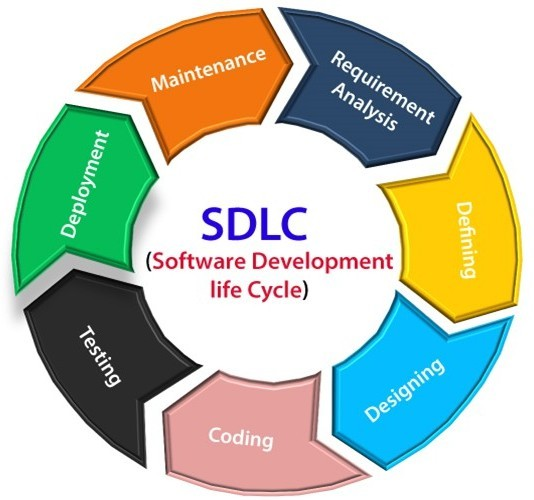 SDLC
(Software Development
life Cycle)
Requirement
Analysis
Defining
Designing
Coding
Testing
Deployment
Maintenance